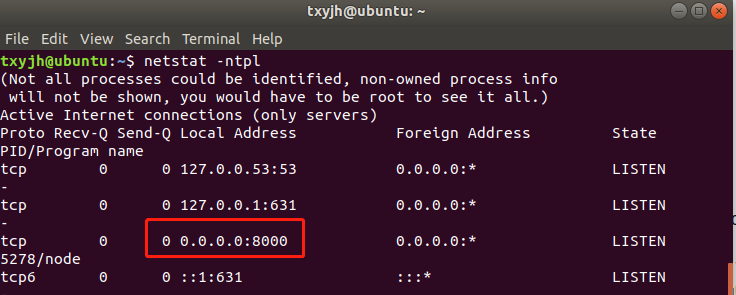 txyjh@ubuntu: ~
File Edit View Search Terminal Help
txyjh@ubuntu:~$ netstat -ntpl
(Not all processes could be identified, non-owned process info
 will not be shown, you would have to be root to see it all.)
Active Internet connections (only servers)
Proto Recv-Q Send-Q Local Address           Foreign Address         State
PID/Program name
tcp        0      0 127.0.0.53:53           0.0.0.0:*               LISTEN
-
tcp        0      0 127.0.0.1:631           0.0.0.0:*               LISTEN
-
tcp        0      0 0.0.0.0:8000            0.0.0.0:*               LISTEN
5278/node
tcp6       0      0 ::1:631                 :::*                    LISTEN